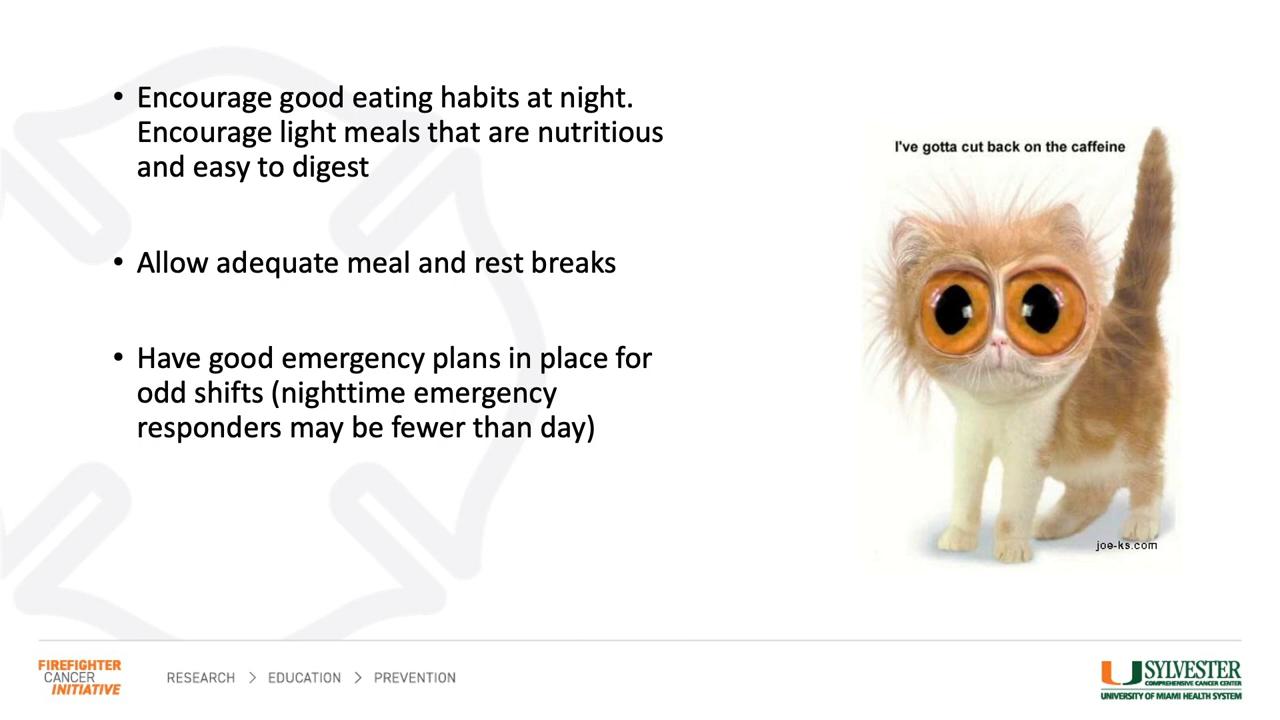 • Encourage good eating habits at night.
Encourage light meals that are nutritious
and easy to digest
• Allow adequate meal and rest breaks
• Have good emergency plans in place for
odd shifts (nighttime emergency
responders may be fewer than day)
I've gotta cut back on the caffeine
joe-ks.com
FIREFIGHTER
CANCER
INITIATIVE
RESEARCH > EDUCATION > PREVENTION
SYLVESTER
COMPREHENSIVE CANCER CENTER
UNIVERSITY OF MIAMI HEALTH SYSTEM